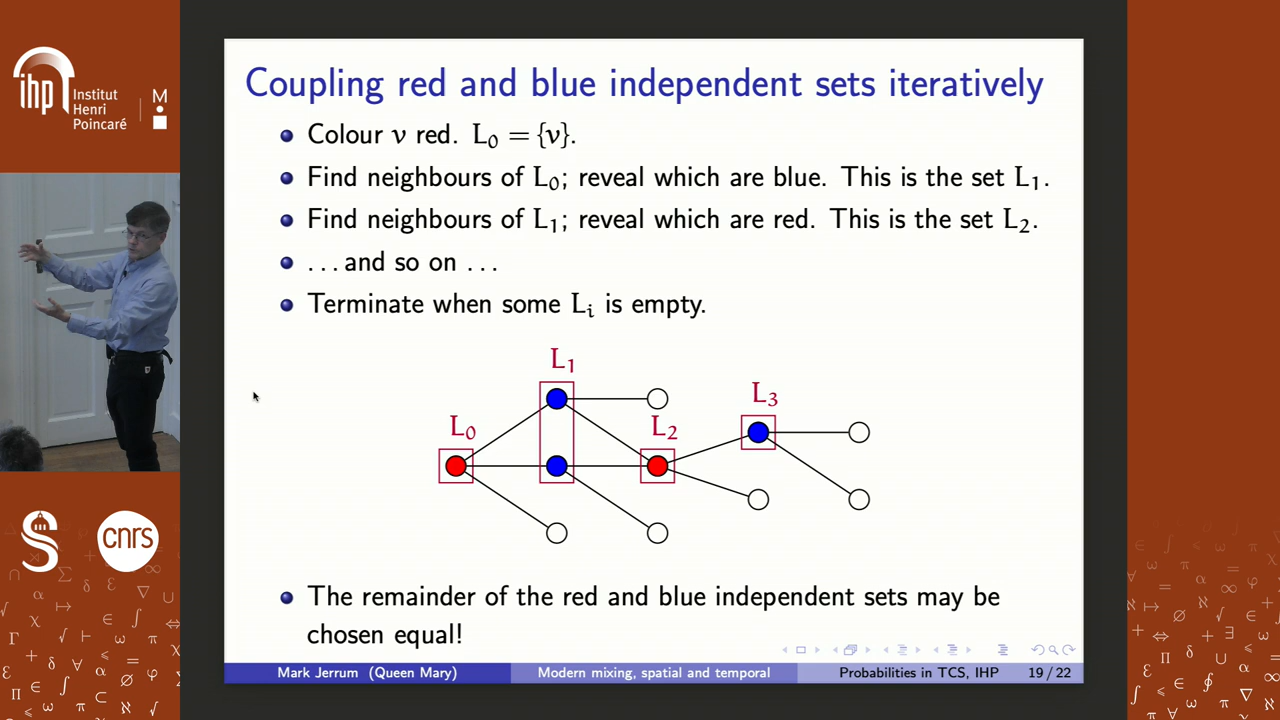 ihp
Institut
Henri
Poincaré
M
Coupling red and blue independent sets iteratively
Colour v red. L₀ = {v}.
Find neighbours of L₀; reveal which are blue. This is the set L₁.
Find neighbours of L₁; reveal which are red. This is the set L₂.
... and so on ...
Terminate when some Lᵢ is empty.
L₀
L₁
L₂
L₃
The remainder of the red and blue independent sets may be
chosen equal!
Mark Jerrum (Queen Mary)
Modern mixing, spatial and temporal
Probabilities in TCS, IHP
19 / 22
S
cnrs